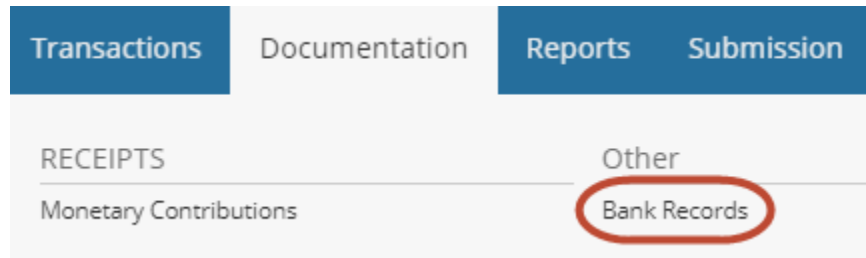 Transactions Documentation Reports Submission
RECEIPTS Other
Monetary Contributions Bank Records